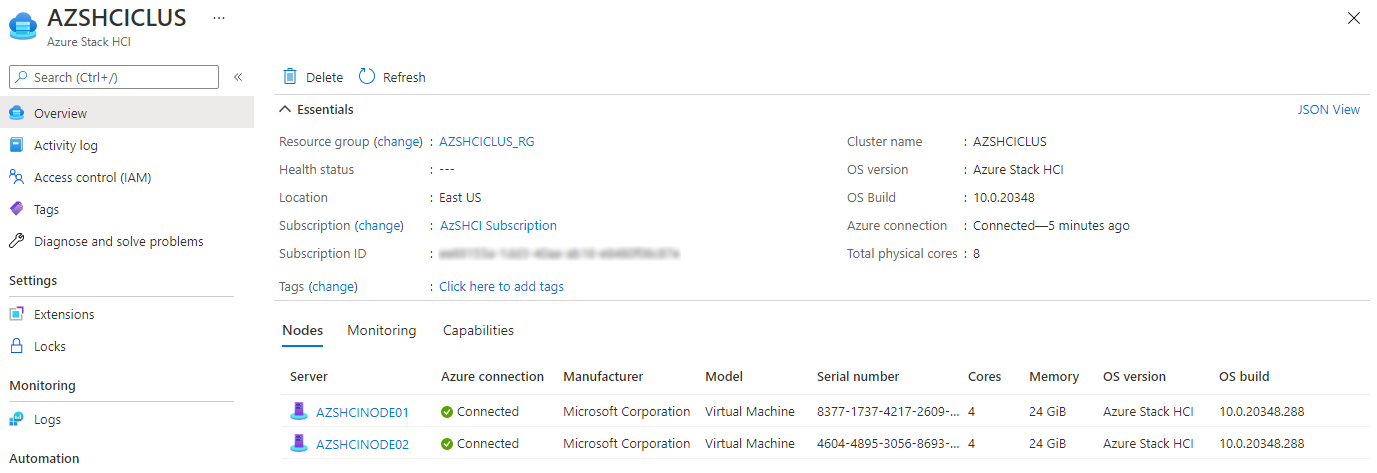 AZSHCICLUS ...
Azure Stack HCI
Search (Ctrl+/)
«
Overview
Activity log
Access control (IAM)
Tags
Diagnose and solve problems
Settings
Extensions
Locks
Monitoring
Logs
Automation
Delete Refresh
Essentials JSON View
Resource group (change) : AZSHCICLUS_RG
Health status : ---
Location : East US
Subscription (change) : AzSHCI Subscription
Subscription ID :
Tags (change) : Click here to add tags
Cluster name : AZSHCICLUS
OS version : Azure Stack HCI
OS Build : 10.0.20348
Azure connection : Connected—5 minutes ago
Total physical cores : 8
Nodes Monitoring Capabilities
Server Azure connection Manufacturer Model Serial number Cores Memory OS version OS build
AZSHCINODE01 Connected Microsoft Corporation Virtual Machine 8377-1737-4217-2609-... 4 24 GiB Azure Stack HCI 10.0.20348.288
AZSHCINODE02 Connected Microsoft Corporation Virtual Machine 4604-4895-3056-8693-... 4 24 GiB Azure Stack HCI 10.0.20348.288